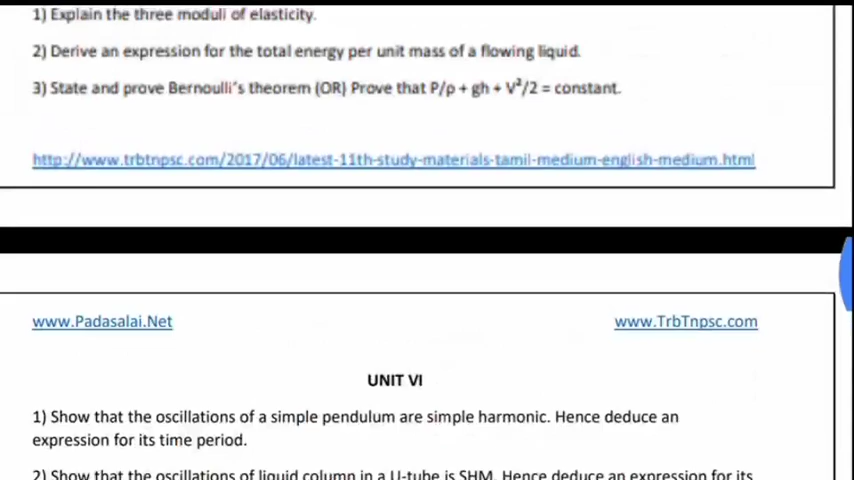 1) Explain the three moduli of elasticity.
2) Derive an expression for the total energy per unit mass of a flowing liquid.
3) State and prove Bernoulli's theorem (OR) Prove that P/ρ + gh + V²/2 = constant.
http://www.trbtnpsc.com/2017/06/latest-11th-study-materials-tamil-medium-english-medium.html
www.Padasalai.Net
www.TrbTnpsc.com
UNIT VI
1) Show that the oscillations of a simple pendulum are simple harmonic. Hence deduce an
expression for its time period.
2) Show that the oscillations of liquid column in a U-tube is SHM. Hence deduce an expression for its